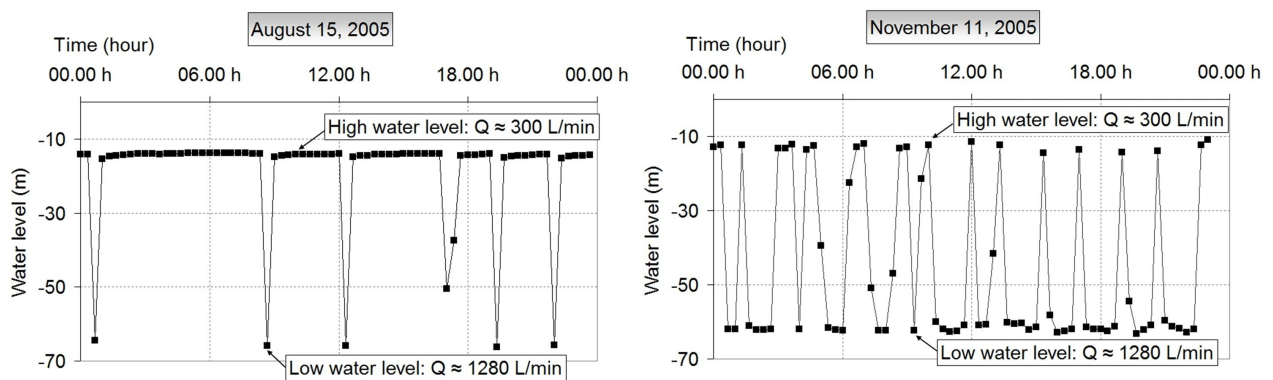 August 15, 2005
Time (hour)
00.00 h 06.00 h 12.00 h 18.00 h 00.00 h
High water level: Q ≈ 300 L/min
-10
-30
-50
-70
Water level (m)
Low water level: Q ≈ 1280 L/min
November 11, 2005
Time (hour)
00.00 h 06.00 h 12.00 h 18.00 h 00.00 h
High water level: Q ≈ 300 L/min
-10
-30
-50
-70
Water level (m)
Low water level: Q ≈ 1280 L/min